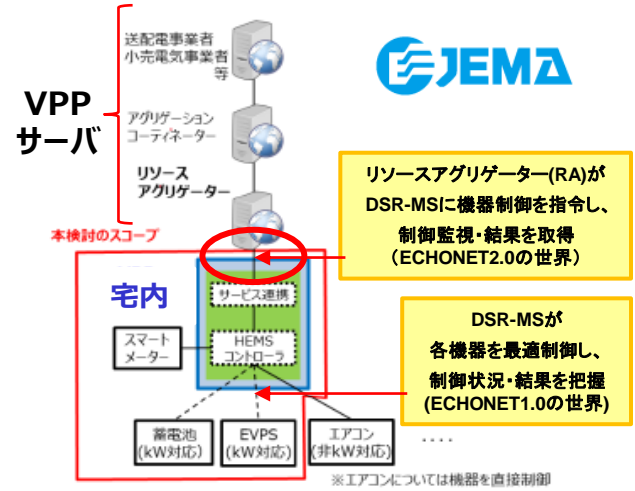 送配電事業者
小売電気事業者
等
JEMA
VPP
サーバ
アグリゲーション
コーディネーター
リソース
アグリゲーター
リソースアグリゲーター(RA)が
DSR-MSに機器制御を指令し、
制御監視・結果を取得
(ECHONET2.0の世界)
本検討のスコープ
宅内
サービス連携
スマート
メーター
HEMS
コントローラ
DSR-MSが
各機器を最適制御し、
制御状況・結果を把握
(ECHONET1.0の世界)
蓄電池
(kW対応)
EVPS
(kW対応)
エアコン
(非kW対応)
....
※エアコンについては機器を直接制御